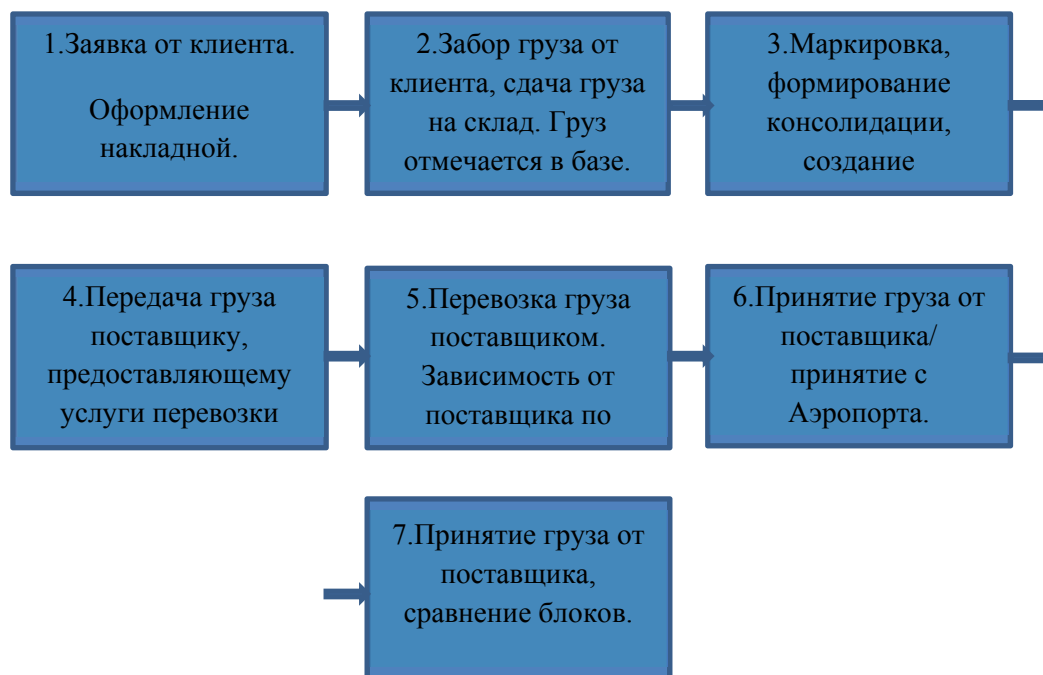 1.Заявка от клиента.
Оформление
накладной.
2.Забор груза от
клиента, сдача груза
на склад. Груз
отмечается в базе.
3.Маркировка,
формирование
консолидации,
создание
4.Передача груза
поставщику,
предоставляющему
услуги перевозки
5.Перевозка груза
поставщиком.
Зависимость от
поставщика по
6.Принятие груза от
поставщика/
принятие с
Аэропорта.
7.Принятие груза от
поставщика,
сравнение блоков.